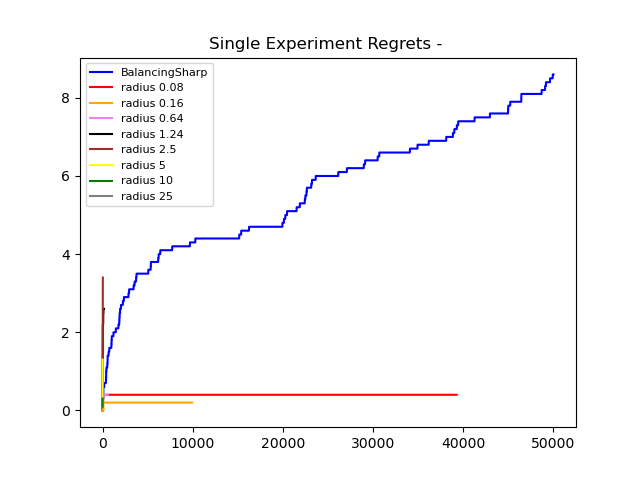 Single Experiment Regrets -
BalancingSharp
radius 0.08
radius 0.16
radius 0.64
radius 1.24
radius 2.5
radius 5
radius 10
radius 25
8
6
4
2
0
0 10000 20000 30000 40000 50000